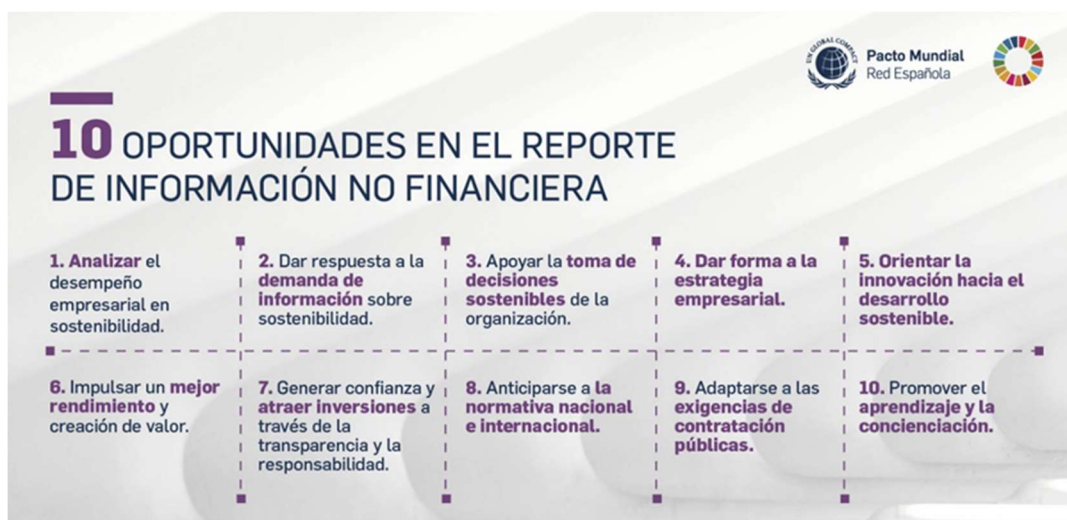 UN GLOBAL COMPACT
Pacto Mundial
Red Española
10 OPORTUNIDADES EN EL REPORTE
DE INFORMACIÓN NO FINANCIERA
1. Analizar el
desempeño
empresarial en
sostenibilidad.
2. Dar respuesta a la
demanda de
información sobre
sostenibilidad.
3. Apoyar la toma de
decisiones
sostenibles de la
organización.
4. Dar forma a la
estrategia
empresarial.
5. Orientar la
innovación hacia el
desarrollo
sostenible.
6. Impulsar un mejor
rendimiento y
creación de valor.
7. Generar confianza y
atraer inversiones a
través de la
transparencia y la
responsabilidad.
8. Anticiparse a la
normativa nacional
e internacional.
9. Adaptarse a las
exigencias de
contratación
públicas.
10. Promover el
aprendizaje y la
concienciación.